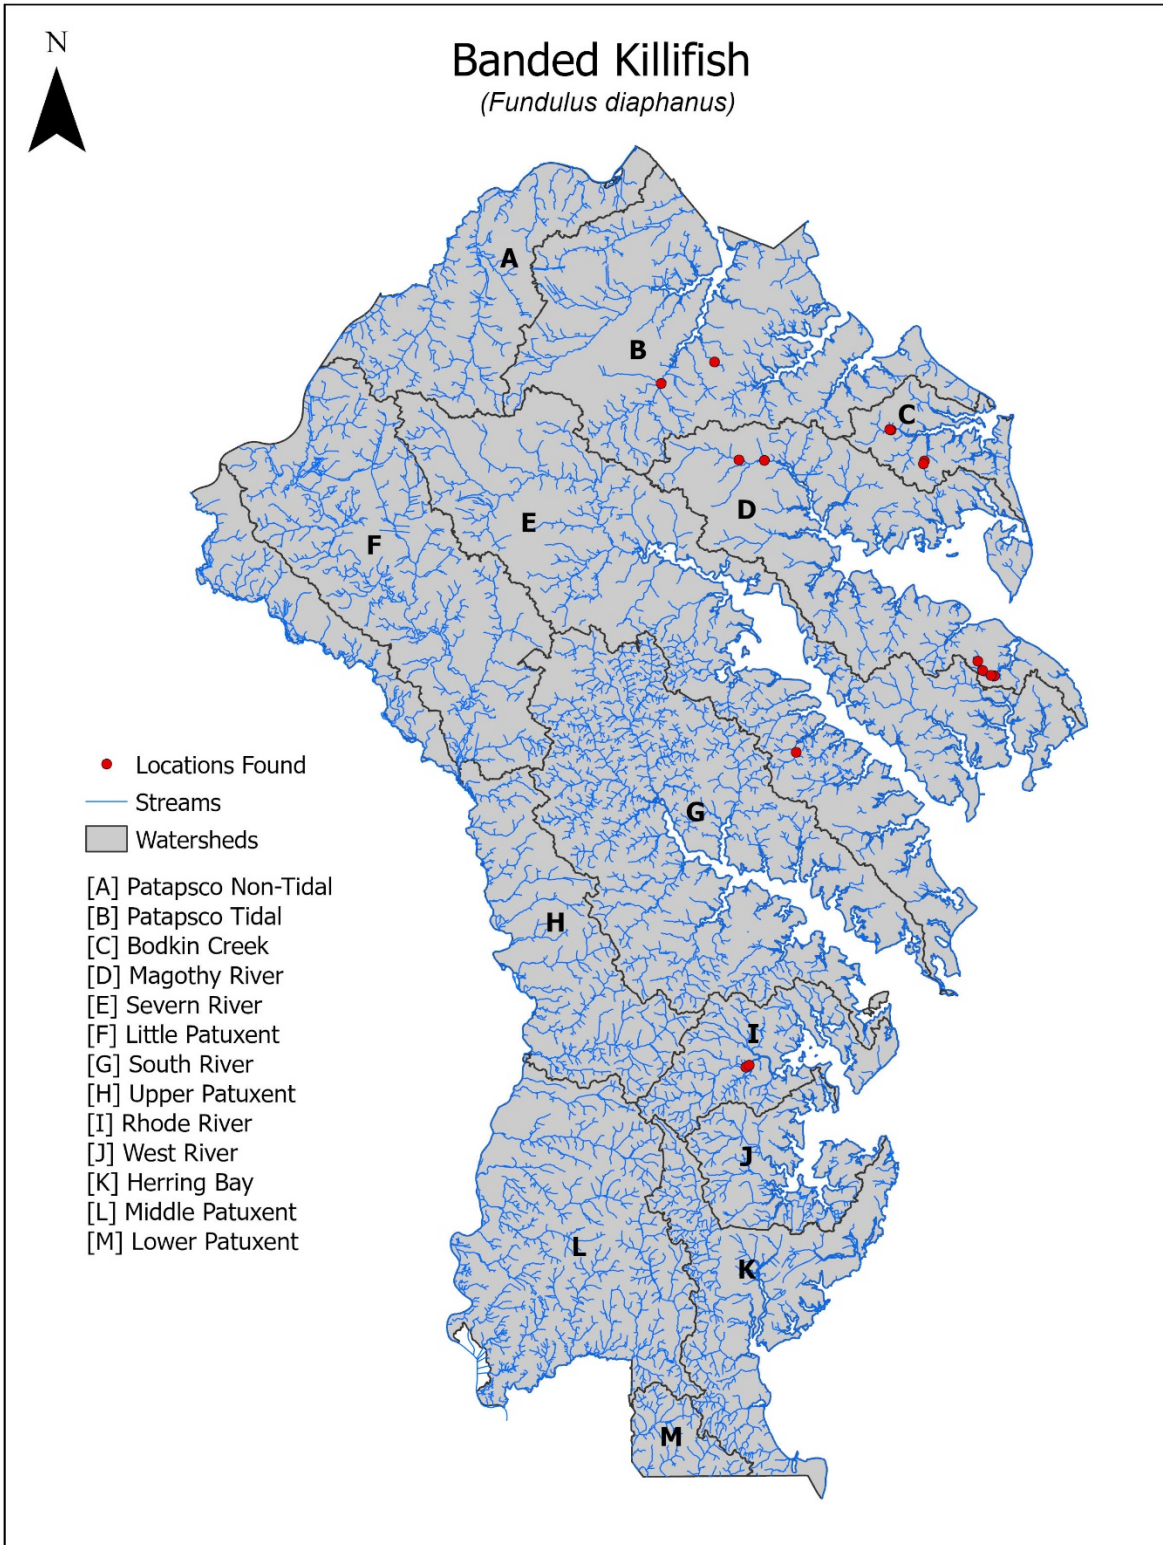 N
Banded Killifish
(Fundulus diaphanus)
A
B
C
D
E
F
G
H
I
J
K
L
M
Locations Found
Streams
Watersheds
[A] Patapsco Non-Tidal
[B] Patapsco Tidal
[C] Bodkin Creek
[D] Magothy River
[E] Severn River
[F] Little Patuxent
[G] South River
[H] Upper Patuxent
[I] Rhode River
[J] West River
[K] Herring Bay
[L] Middle Patuxent
[M] Lower Patuxent